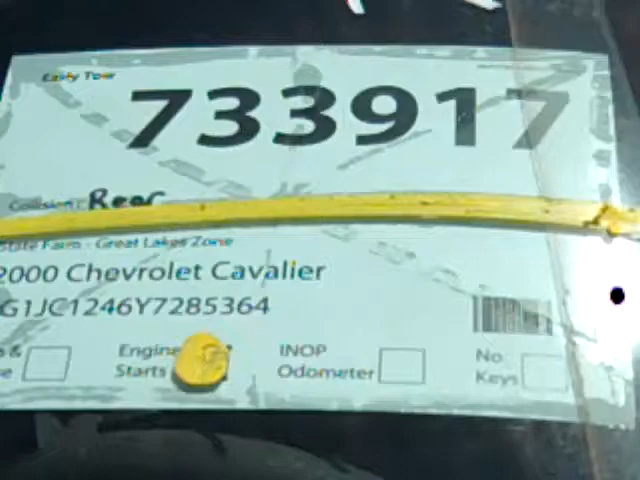 Easy Tow
733917
Collision: Rear
State Farm - Great Lakes Zone
2000 Chevrolet Cavalier
G1JC1246Y7285364
&
Engine
Starts
INOP
Odometer
No
Keys